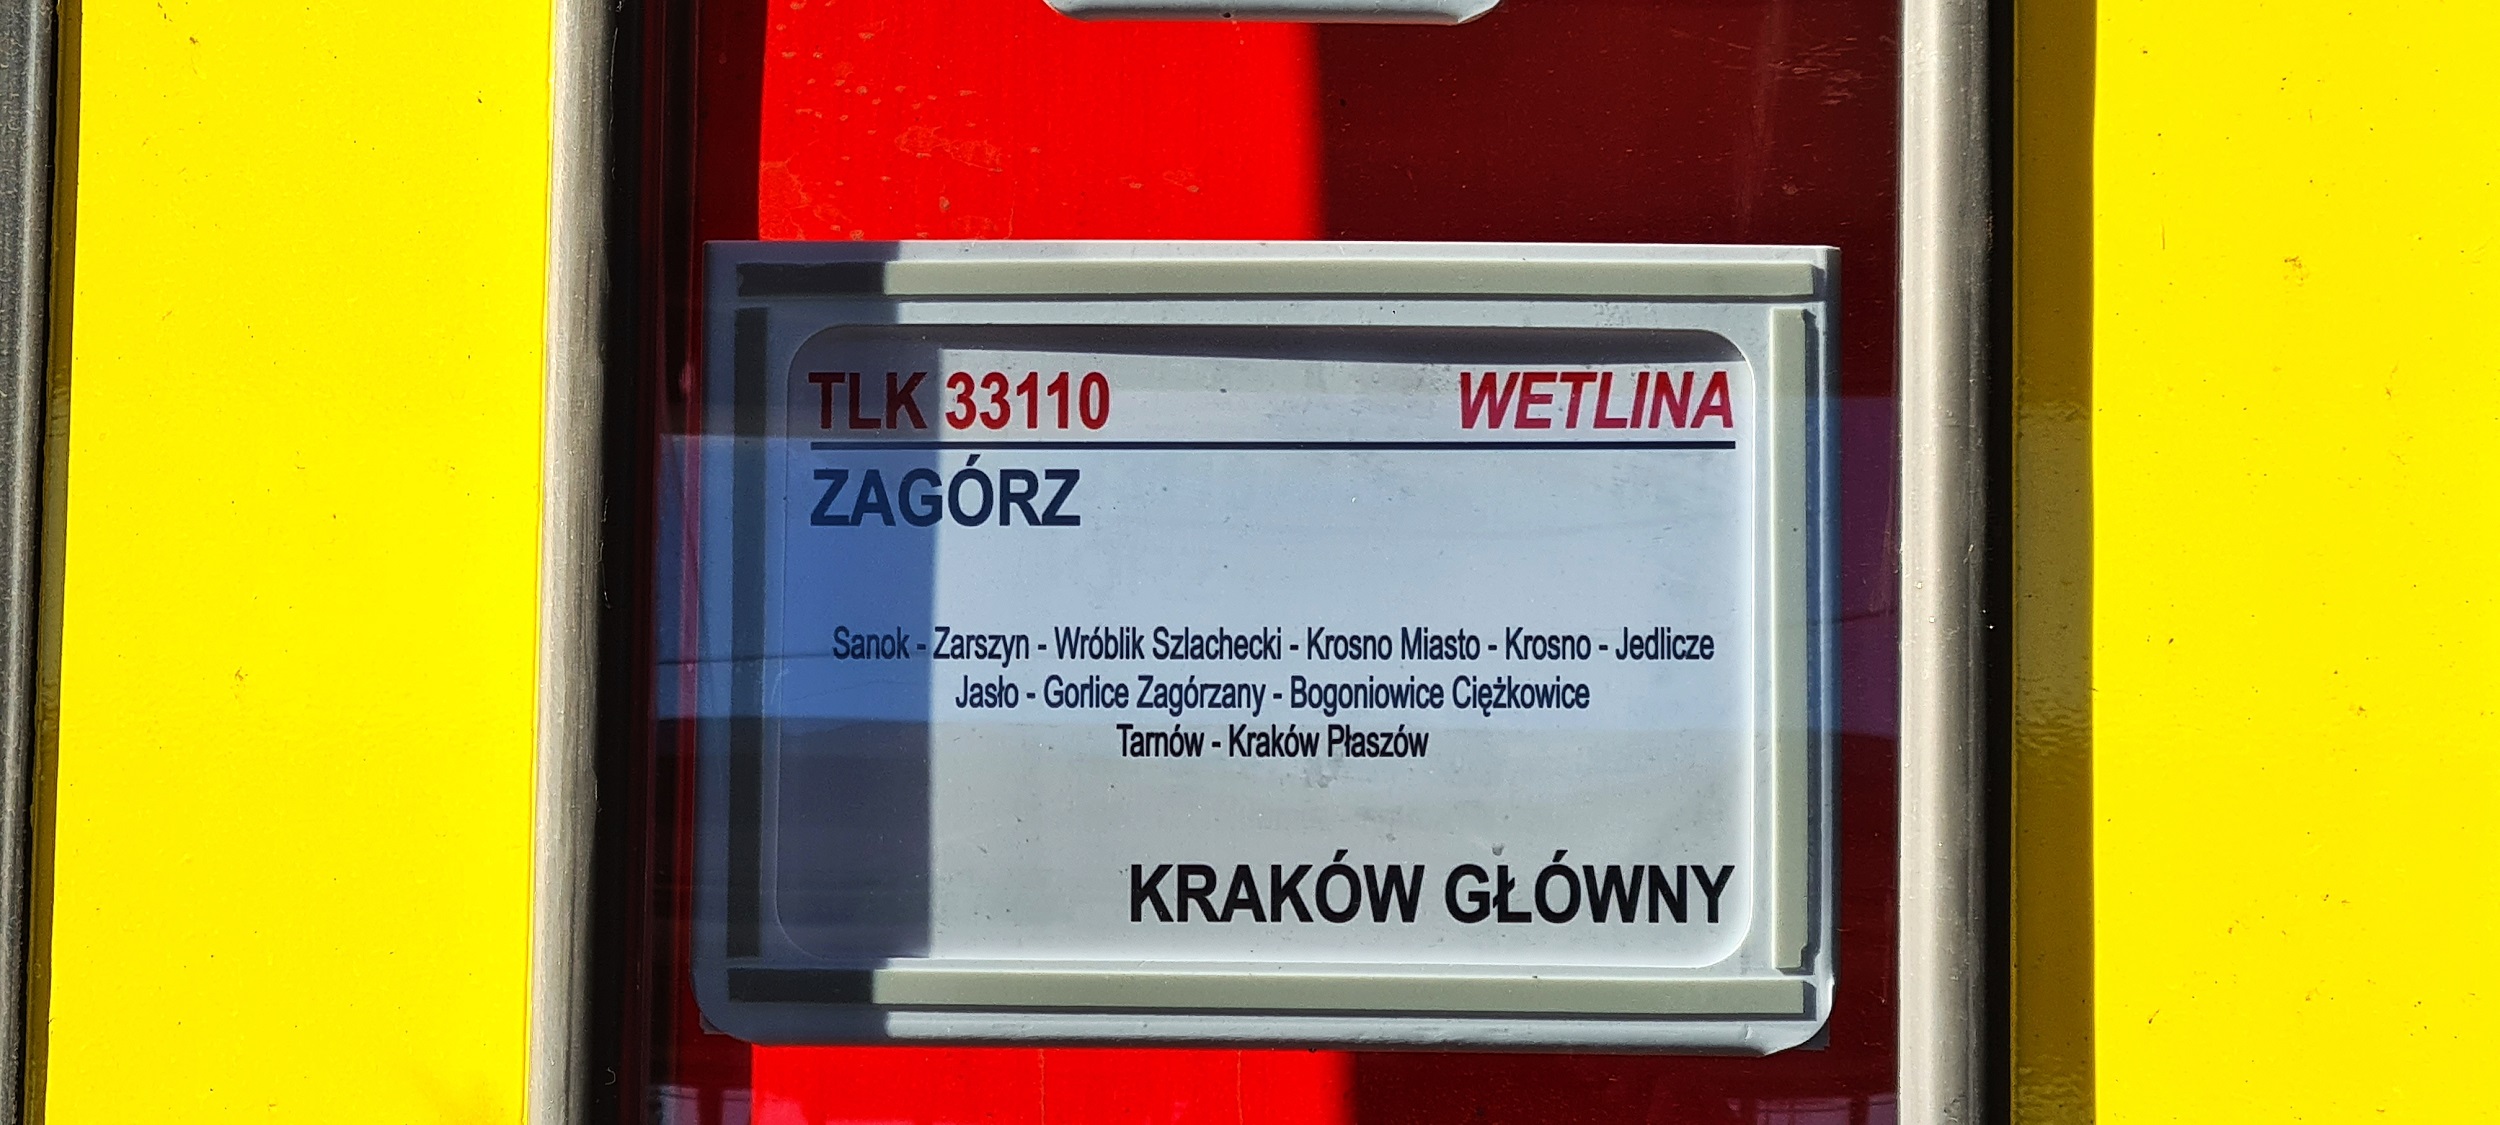 TLK 33110 WETLINA
ZAGÓRZ
Sanok - Zarszyn - Wróblik Szlachecki - Krosno Miasto - Krosno - Jedlicze
Jasło - Gorlice Zagórzany - Bogoniowice Ciężkowice
Tarnów - Kraków Płaszów
KRAKÓW GŁÓWNY